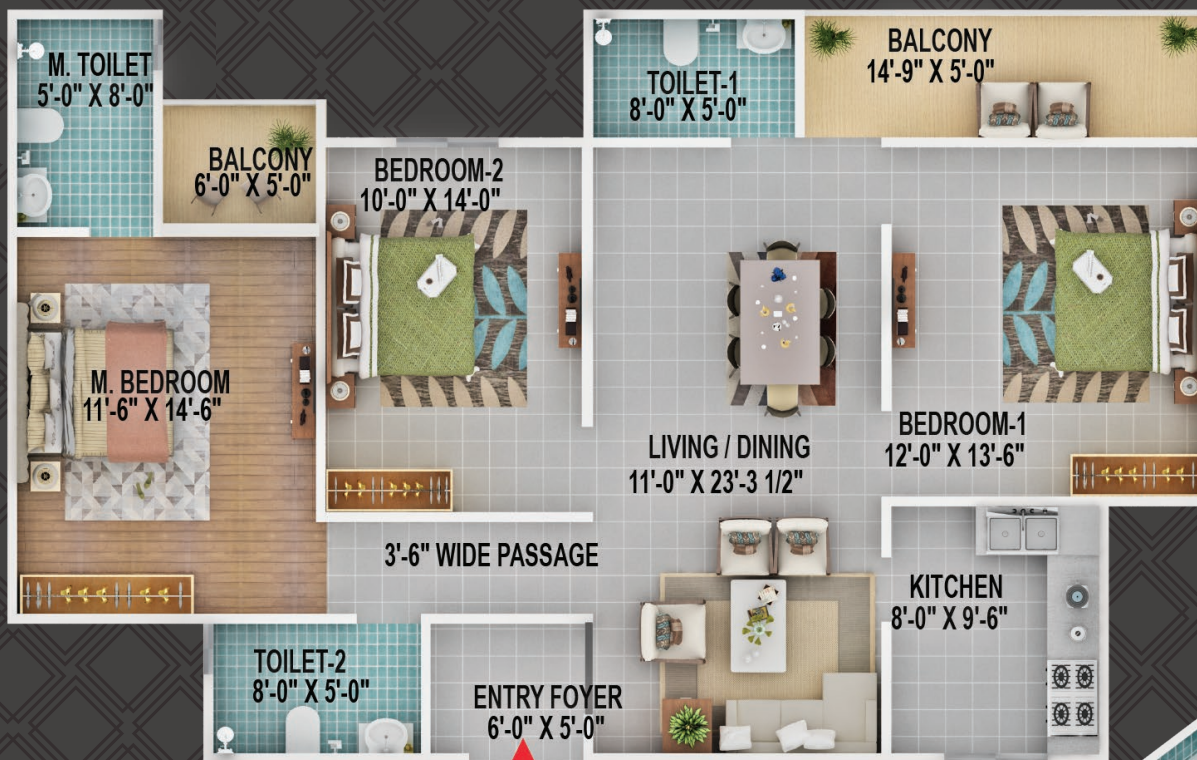 M. TOILET
5'-0" X 8'-0"
BALCONY
6'-0" X 5'-0"
BEDROOM-2
10'-0" X 14'-0"
TOILET-1
8'-0" X 5'-0"
BALCONY
14'-9" X 5'-0"
M. BEDROOM
11'-6" X 14'-6"
LIVING / DINING
11'-0" X 23'-3 1/2"
BEDROOM-1
12'-0" X 13'-6"
3'-6" WIDE PASSAGE
KITCHEN
8'-0" X 9'-6"
TOILET-2
8'-0" X 5'-0"
ENTRY FOYER
6'-0" X 5'-0"